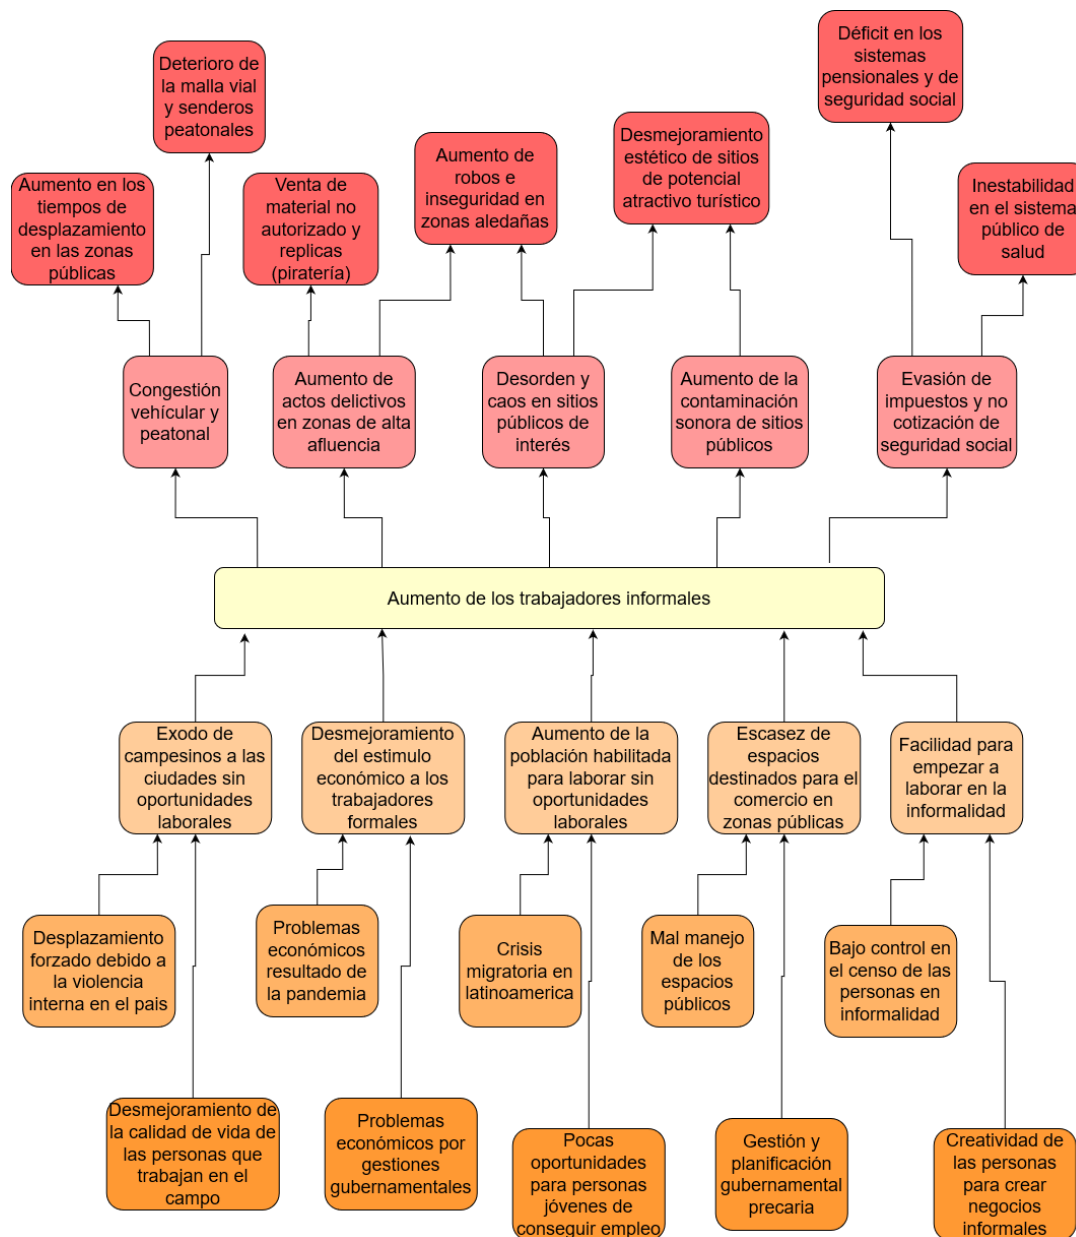 Déficit en los
sistemas
pensionales y de
seguridad social
Deterioro de
la malla vial
y senderos
peatonales
Desmejoramiento
estético de sitios
de potencial
atractivo turístico
Aumento de
robos e
inseguridad en
zonas aledañas
Aumento en los
tiempos de
desplazamiento
en las zonas
públicas
Venta de
material no
autorizado y
replicas
(piratería)
Inestabilidad
en el sistema
público de
salud
Congestión
vehícular y
peatonal
Aumento de
actos delictivos
en zonas de alta
afluencia
Desorden y
caos en sitios
públicos de
interés
Aumento de la
contaminación
sonora de sitios
públicos
Evasión de
impuestos y no
cotización de
seguridad social
Aumento de los trabajadores informales
Exodo de
campesinos a las
ciudades sin
oportunidades
laborales
Desmejoramiento
del estimulo
económico a los
trabajadores
formales
Aumento de la
población habilitada
para laborar sin
oportunidades
laborales
Escasez de
espacios
destinados para el
comercio en
zonas públicas
Facilidad para
empezar a
laborar en la
informalidad
Desplazamiento
forzado debido a
la violencia
interna en el pais
Problemas
económicos
resultado de
la pandemia
Crisis
migratoria en
latinoamerica
Mal manejo
de los
espacios
públicos
Bajo control en
el censo de las
personas en
informalidad
Desmejoramiento de
la calidad de vida de
las personas que
trabajan en el
campo
Problemas
económicos por
gestiones
gubernamentales
Pocas
oportunidades
para personas
jóvenes de
conseguir empleo
Gestión y
planificación
gubernamental
precaria
Creatividad de
las personas
para crear
negocios
informales